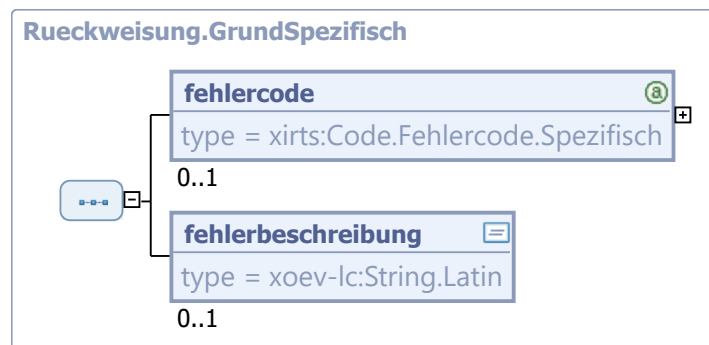 Rueckweisung.GrundSpezifisch
fehlercode
type = xirts:Code.Fehlercode.Spezifisch
0..1
fehlerbeschreibung
type = xoev-lc:String.Latin
0..1